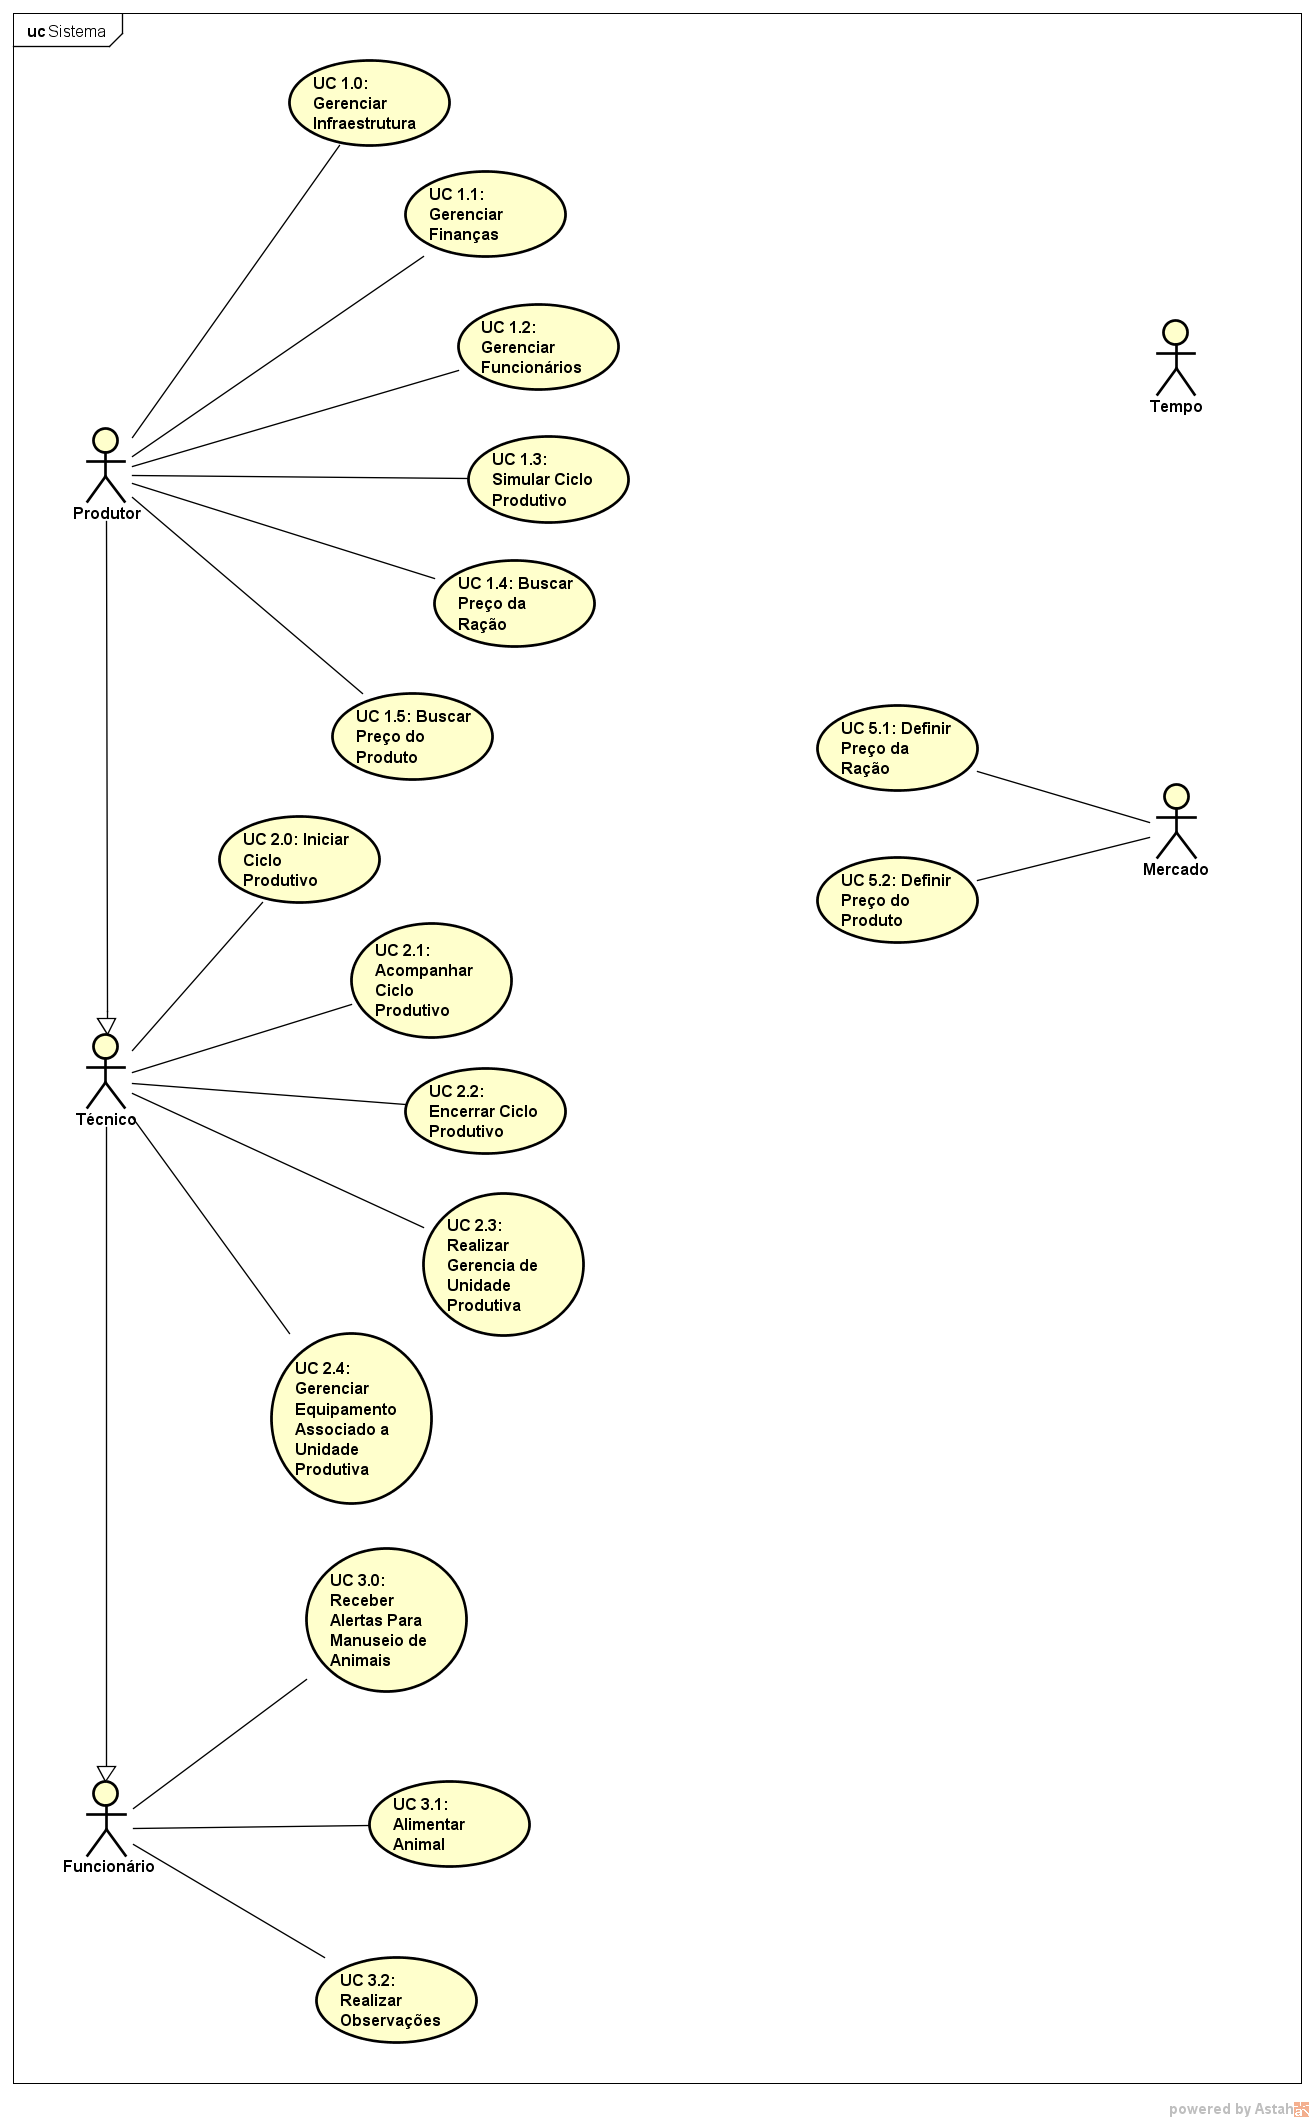 uc Sistema
UC 1.0:
Gerenciar
Infraestrutura
UC 1.1:
Gerenciar
Finanças
UC 1.2:
Gerenciar
Funcionários
Tempo
UC 1.3:
Simular Ciclo
Produtivo
Produtor
UC 1.4: Buscar
Preço da
Ração
UC 1.5: Buscar
Preço do
Produto
UC 5.1: Definir
Preço da
Ração
Mercado
UC 5.2: Definir
Preço do
Produto
UC 2.0: Iniciar
Ciclo
Produtivo
UC 2.1:
Acompanhar
Ciclo
Produtivo
UC 2.2:
Encerrar Ciclo
Produtivo
Técnico
UC 2.3:
Realizar
Gerencia de
Unidade
Produtiva
UC 2.4:
Gerenciar
Equipamento
Associado a
Unidade
Produtiva
UC 3.0:
Receber
Alertas Para
Manuseio de
Animais
UC 3.1:
Alimentar
Animal
Funcionário
UC 3.2:
Realizar
Observações
powered by Astah